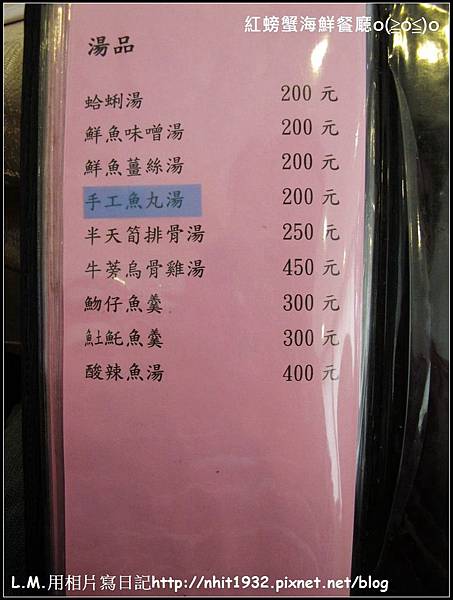 紅螃蟹海鮮餐廳o(≧o≦)o
湯品
蛤蜊湯 200 元
鮮魚味噌湯 200 元
鮮魚薑絲湯 200 元
手工魚丸湯 200 元
半天筍排骨湯 250 元
牛蒡烏骨雞湯 450 元
魩仔魚羹 300 元
𩵚魠魚羹 300 元
酸辣魚湯 400 元
L.M.用相片寫日記http://nhit1932.pixnet.net/blog